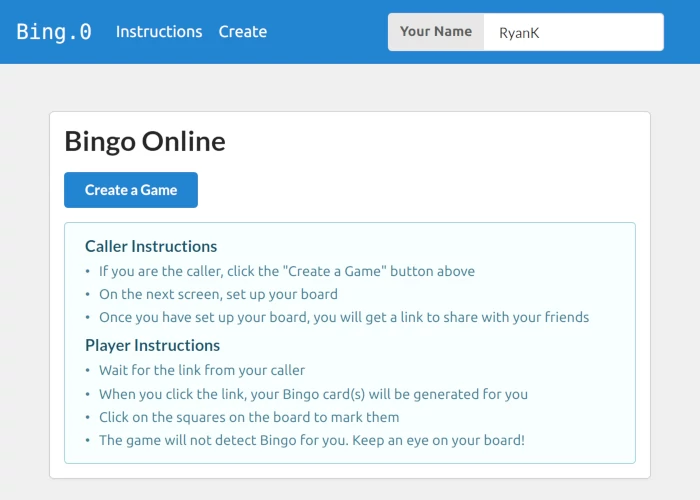 Bing.0 Instructions Create Your Name RyanK
Bingo Online
Create a Game
Caller Instructions
• If you are the caller, click the "Create a Game" button above
• On the next screen, set up your board
• Once you have set up your board, you will get a link to share with your friends
Player Instructions
• Wait for the link from your caller
• When you click the link, your Bingo card(s) will be generated for you
• Click on the squares on the board to mark them
• The game will not detect Bingo for you. Keep an eye on your board!